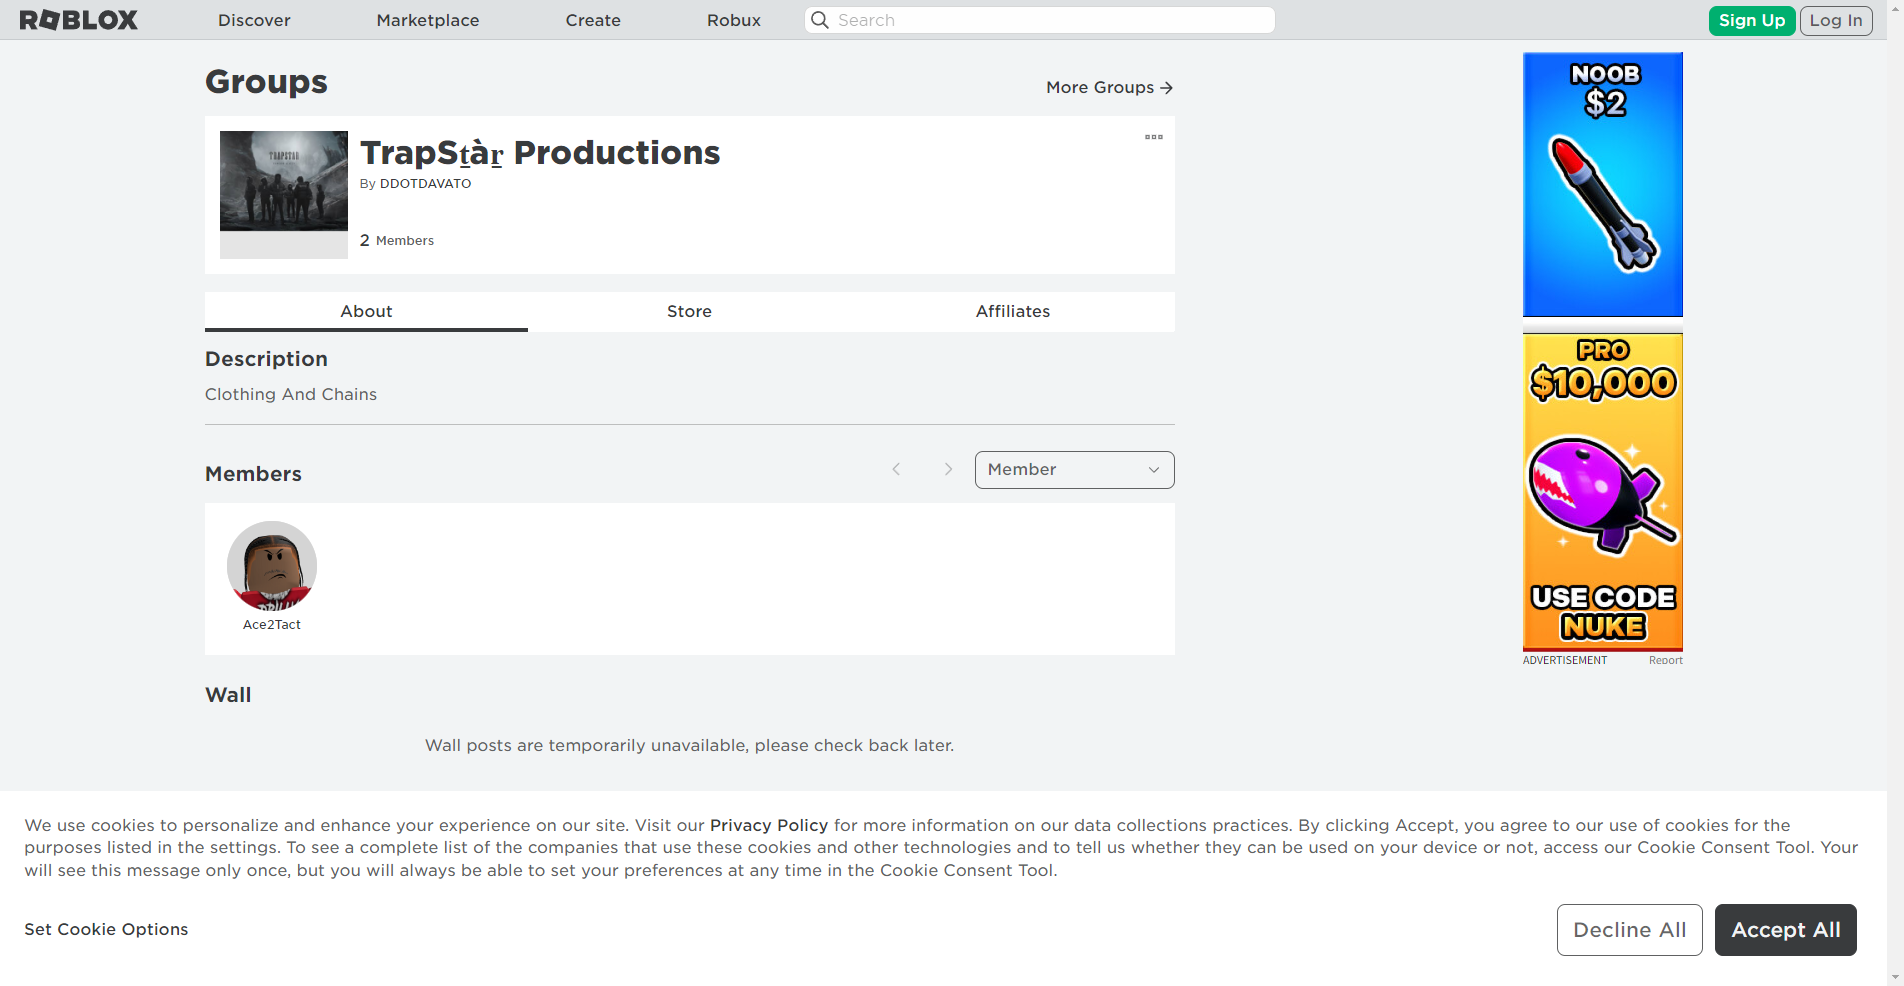 ROBLOX
Discover
Marketplace
Create
Robux
Search
Sign Up
Log In
Groups
More Groups →
TRAPSTAR
TrapSṯàṟ Productions
By DDOTDAVATO
2 Members
About
Store
Affiliates
Description
Clothing And Chains
Members
Member
Ace2Tact
Wall
Wall posts are temporarily unavailable, please check back later.
NOOB
$2
PRO
$10,000
USE CODE
NUKE
ADVERTISEMENT
Report
We use cookies to personalize and enhance your experience on our site. Visit our Privacy Policy for more information on our data collections practices. By clicking Accept, you agree to our use of cookies for the
purposes listed in the settings. To see a complete list of the companies that use these cookies and other technologies and to tell us whether they can be used on your device or not, access our Cookie Consent Tool. Your
will see this message only once, but you will always be able to set your preferences at any time in the Cookie Consent Tool.
Set Cookie Options
Decline All
Accept All